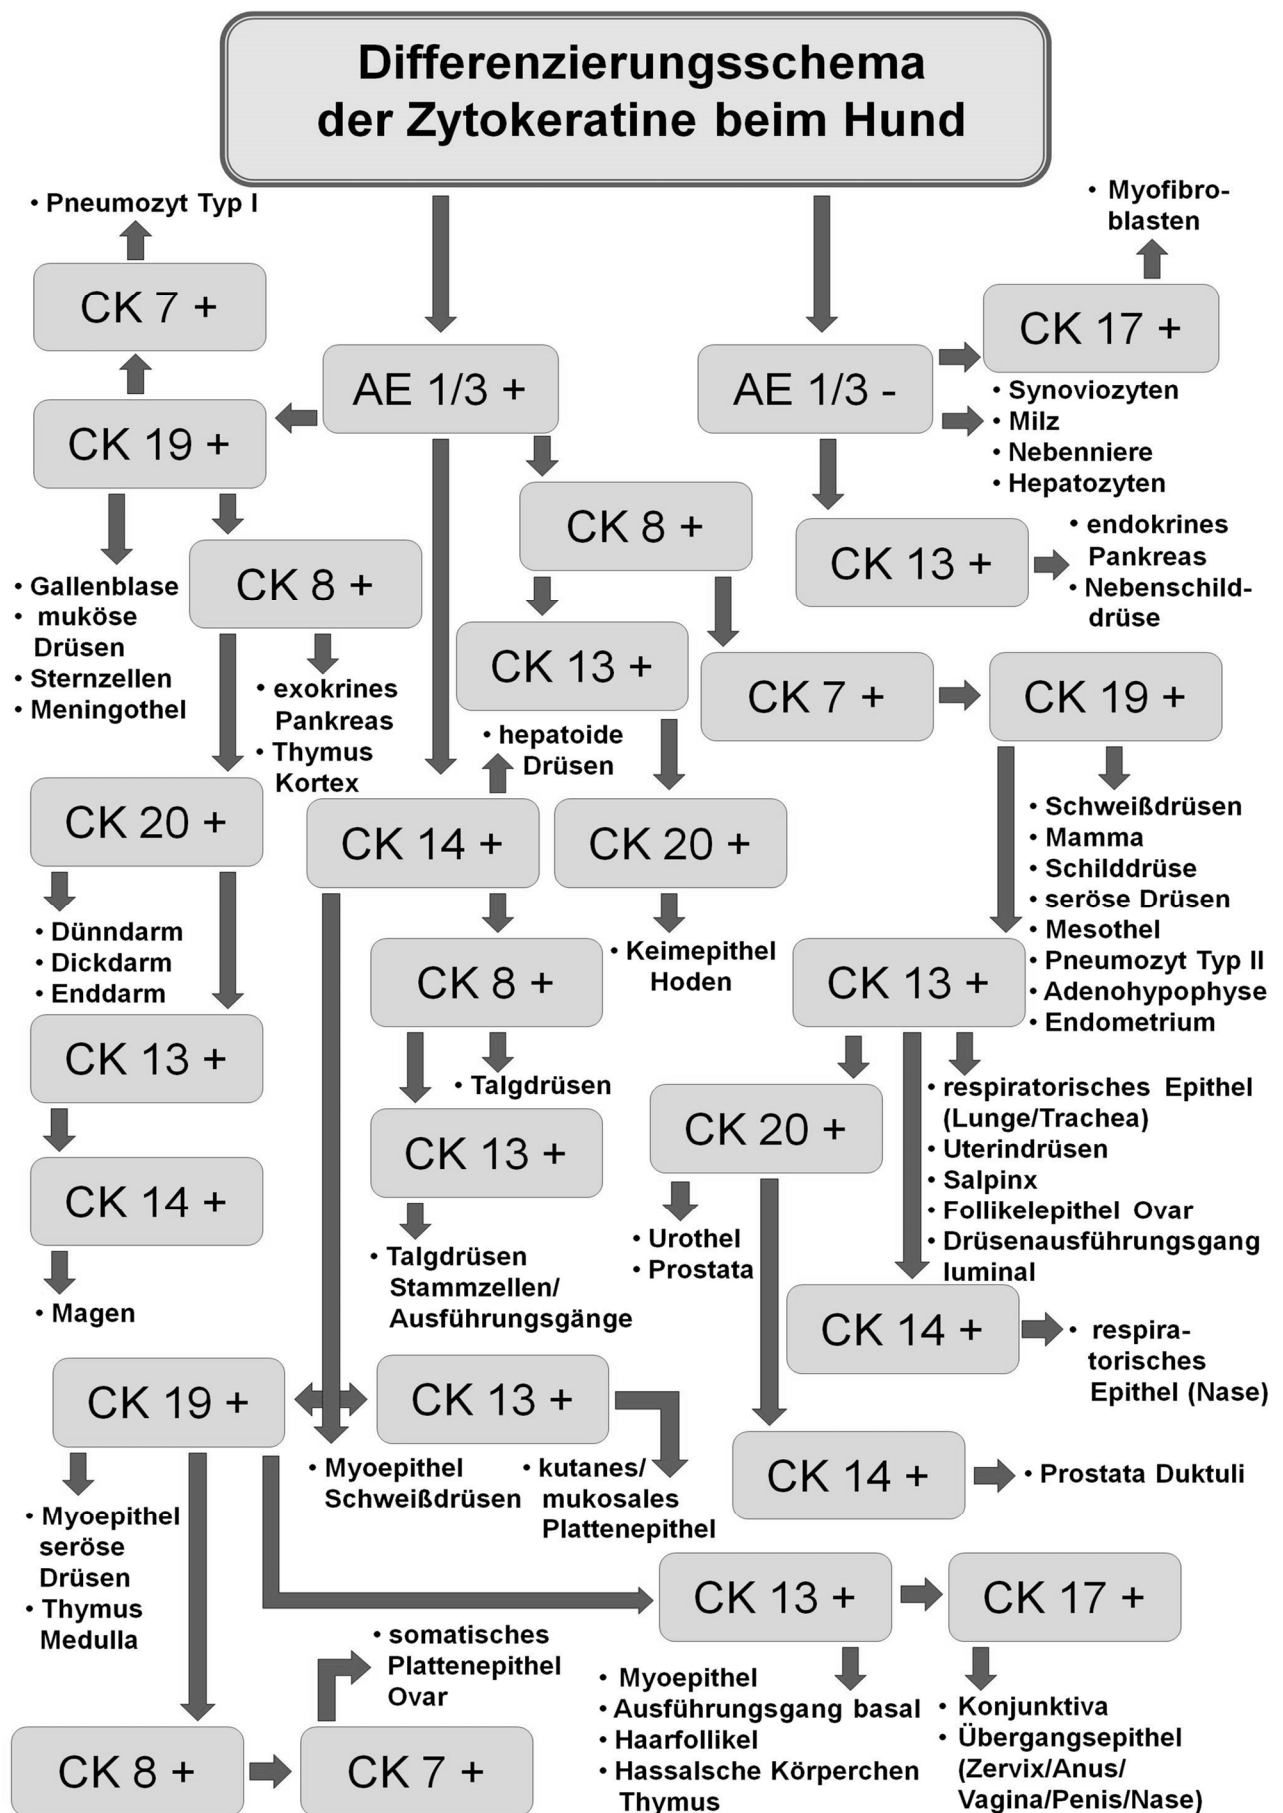 Differenzierungsschema
der Zytokeratine beim Hund
• Pneumozyt Typ I
• Myofibro-
blasten
CK 7 +
CK 17 +
AE 1/3 +
AE 1/3 -
CK 19 +
• Synoviozyten
• Milz
• Nebenniere
• Hepatozyten
CK 8 +
CK 13 +
• endokrines
Pankreas
• Nebenschild-
drüse
• Gallenblase
• muköse
Drüsen
• Sternzellen
• Meningothel
CK 8 +
• exokrines
Pankreas
• Thymus
Kortex
CK 13 +
CK 7 +
CK 19 +
• hepatoide
Drüsen
CK 20 +
CK 14 +
CK 20 +
• Schweißdrüsen
• Mamma
• Schilddrüse
• seröse Drüsen
• Mesothel
• Pneumozyt Typ II
• Adenohypophyse
• Endometrium
• Dünndarm
• Dickdarm
• Enddarm
CK 8 +
• Keimepithel
Hoden
CK 13 +
CK 13 +
• Talgdrüsen
CK 20 +
• respiratorisches Epithel
(Lunge/Trachea)
• Uterindrüsen
• Salpinx
• Follikelepithel Ovar
• Drüsenausführungsgang
luminal
CK 14 +
CK 13 +
• Urothel
• Prostata
• Magen
• Talgdrüsen
Stammzellen/
Ausführungsgänge
CK 14 +
• respira-
torisches
Epithel (Nase)
CK 19 +
CK 13 +
• Myoepithel
Schweißdrüsen
• kutanes/
mukosales
Plattenepithel
CK 14 +
• Prostata Duktuli
• Myoepithel
seröse
Drüsen
• Thymus
Medulla
CK 13 +
CK 17 +
• somatisches
Plattenepithel
Ovar
• Myoepithel
• Ausführungsgang basal
• Haarfollikel
• Hassalsche Körperchen
Thymus
• Konjunktiva
• Übergangsepithel
(Zervix/Anus/
Vagina/Penis/Nase)
CK 8 +
CK 7 +